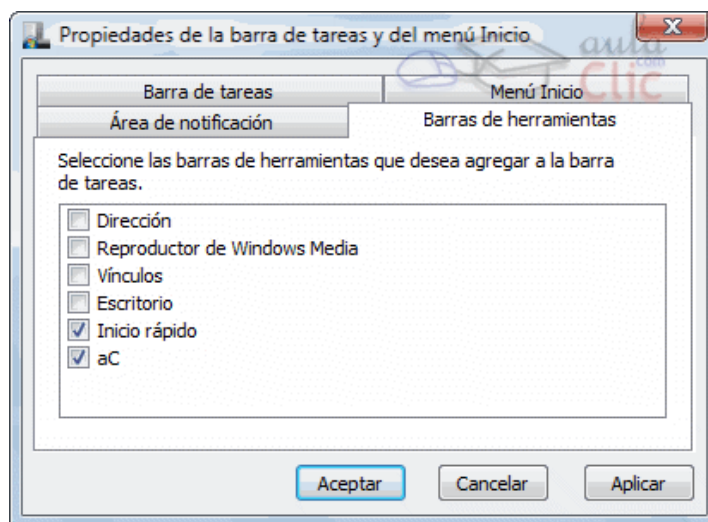 Propiedades de la barra de tareas y del menú Inicio
aula
.com
Clic
Barra de tareas
Menú Inicio
Área de notificación
Barras de herramientas
Seleccione las barras de herramientas que desea agregar a la barra
de tareas.
Dirección
Reproductor de Windows Media
Vínculos
Escritorio
Inicio rápido
aC
Aceptar
Cancelar
Aplicar